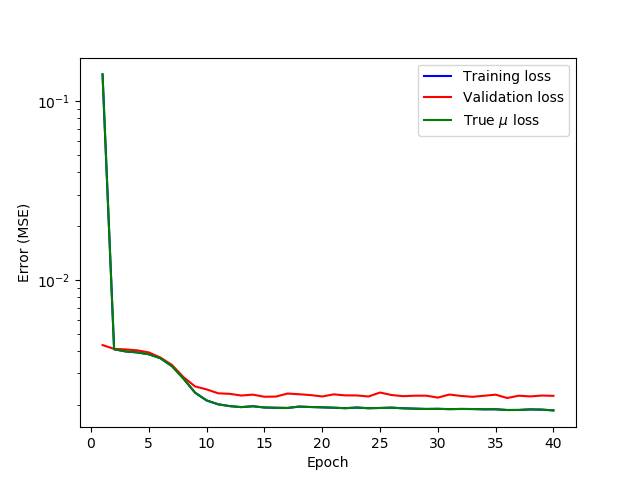 Training loss
Validation loss
True μ loss
10⁻¹
10⁻²
Error (MSE)
0 5 10 15 20 25 30 35 40
Epoch